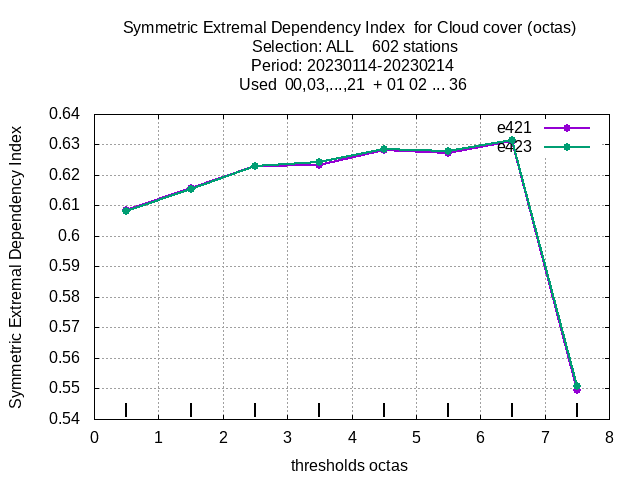 Symmetric Extremal Dependency Index  for Cloud cover (octas)
Selection: ALL    602 stations
Period: 20230114-20230214
Used  00,03,...,21  + 01 02 ... 36
0.64
0.63
0.62
0.61
0.6
0.59
0.58
0.57
0.56
0.55
0.54
Symmetric Extremal Dependency Index
e421
e423
0 1 2 3 4 5 6 7 8
thresholds octas